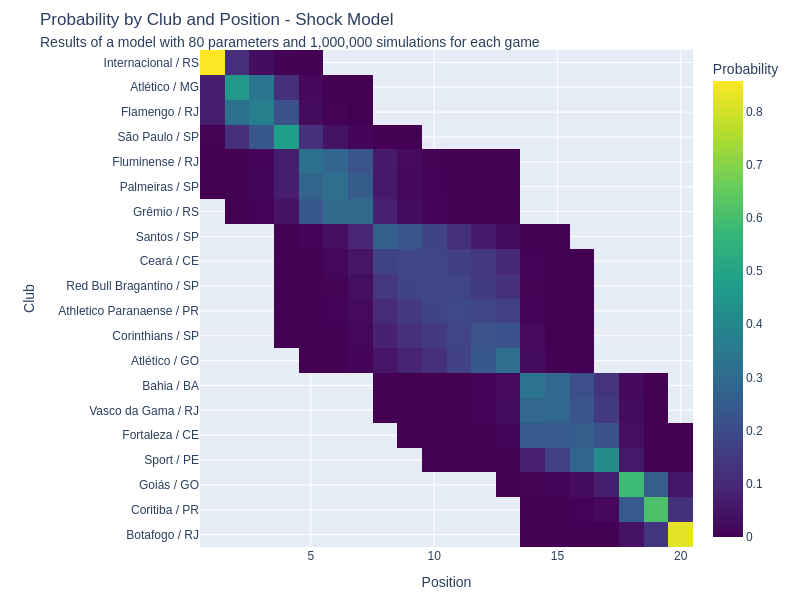 Probability by Club and Position - Shock Model
Results of a model with 80 parameters and 1,000,000 simulations for each game
Internacional / RS
Atlético / MG
Flamengo / RJ
São Paulo / SP
Fluminense / RJ
Palmeiras / SP
Grêmio / RS
Santos / SP
Ceará / CE
Red Bull Bragantino / SP
Athletico Paranaense / PR
Corinthians / SP
Atlético / GO
Bahia / BA
Vasco da Gama / RJ
Fortaleza / CE
Sport / PE
Goiás / GO
Coritiba / PR
Botafogo / RJ
Club
5
10
15
20
Position
Probability
0.8
0.7
0.6
0.5
0.4
0.3
0.2
0.1
0